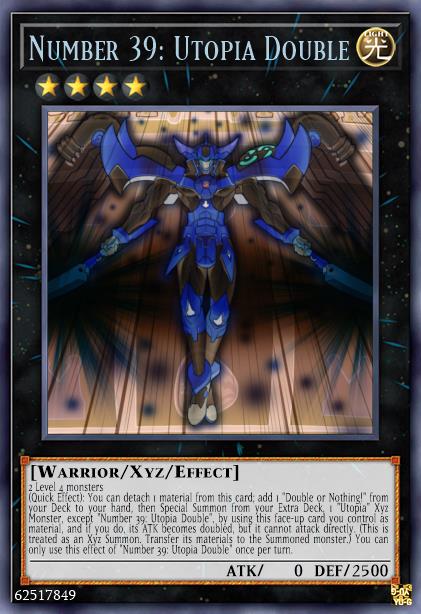 NUMBER 39: UTOPIA DOUBLE
LIGHT
光
[WARRIOR/XYZ/EFFECT]
2 Level 4 monsters
(Quick Effect): You can detach 1 material from this card; add 1 "Double or Nothing!" from
your Deck to your hand, then Special Summon from your Extra Deck, 1 "Utopia" Xyz
Monster, except "Number 39: Utopia Double", by using this face-up card you control as
material, and if you do, its ATK becomes doubled, but it cannot attack directly. (This is
treated as an Xyz Summon. Transfer its materials to the Summoned monster.) You can
only use this effect of "Number 39: Utopia Double" once per turn.
ATK/ 0 DEF/2500
62517849